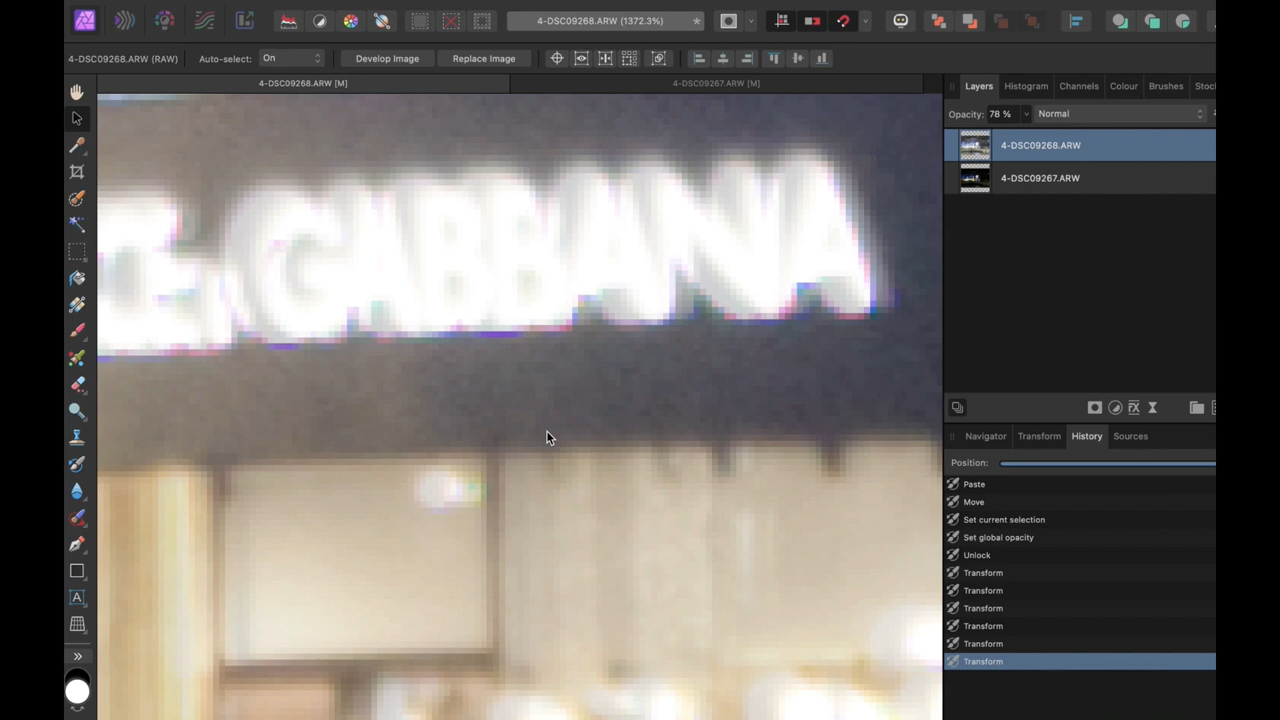 4-DSC09268.ARW (1372.3%)
*
4-DSC09268.ARW (RAW)
Auto-select:
On
Develop Image
Replace Image
4-DSC09268.ARW [M]
4-DSC09267.ARW [M]
Layers
Histogram
Channels
Colour
Brushes
Stoc
Opacity:
78 %
Normal
4-DSC09268.ARW
4-DSC09267.ARW
GABBANA
Navigator
Transform
History
Sources
Position:
Paste
Move
Set current selection
Set global opacity
Unlock
Transform
Transform
Transform
Transform
Transform
Transform